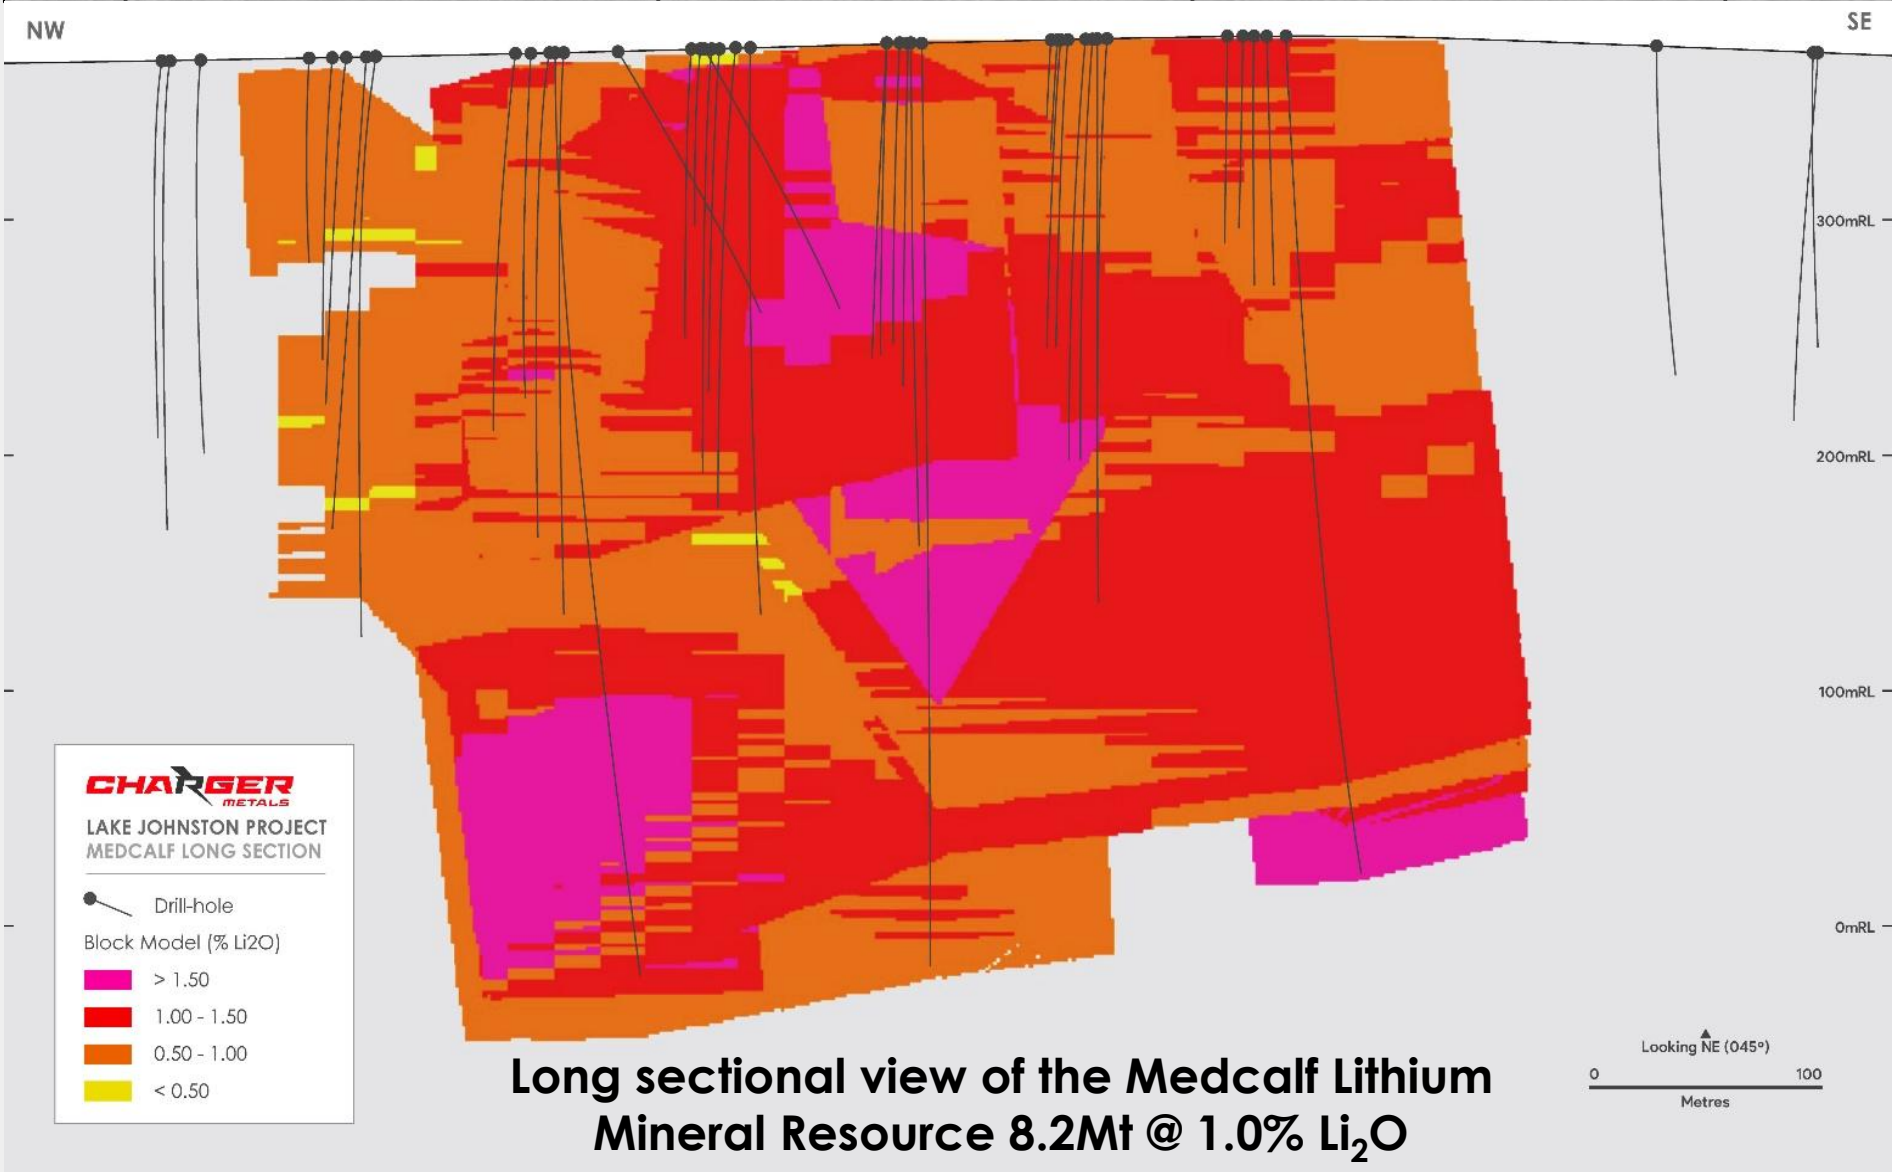 NW
SE
300mRL
200mRL
100mRL
0mRL
CHARGER
METALS
LAKE JOHNSTON PROJECT
MEDCALF LONG SECTION
Drill-hole
Block Model (% Li2O)
> 1.50
1.00 - 1.50
0.50 - 1.00
< 0.50
Looking NE (045º)
0 100
Metres
Long sectional view of the Medcalf Lithium
Mineral Resource 8.2Mt @ 1.0% Li₂O